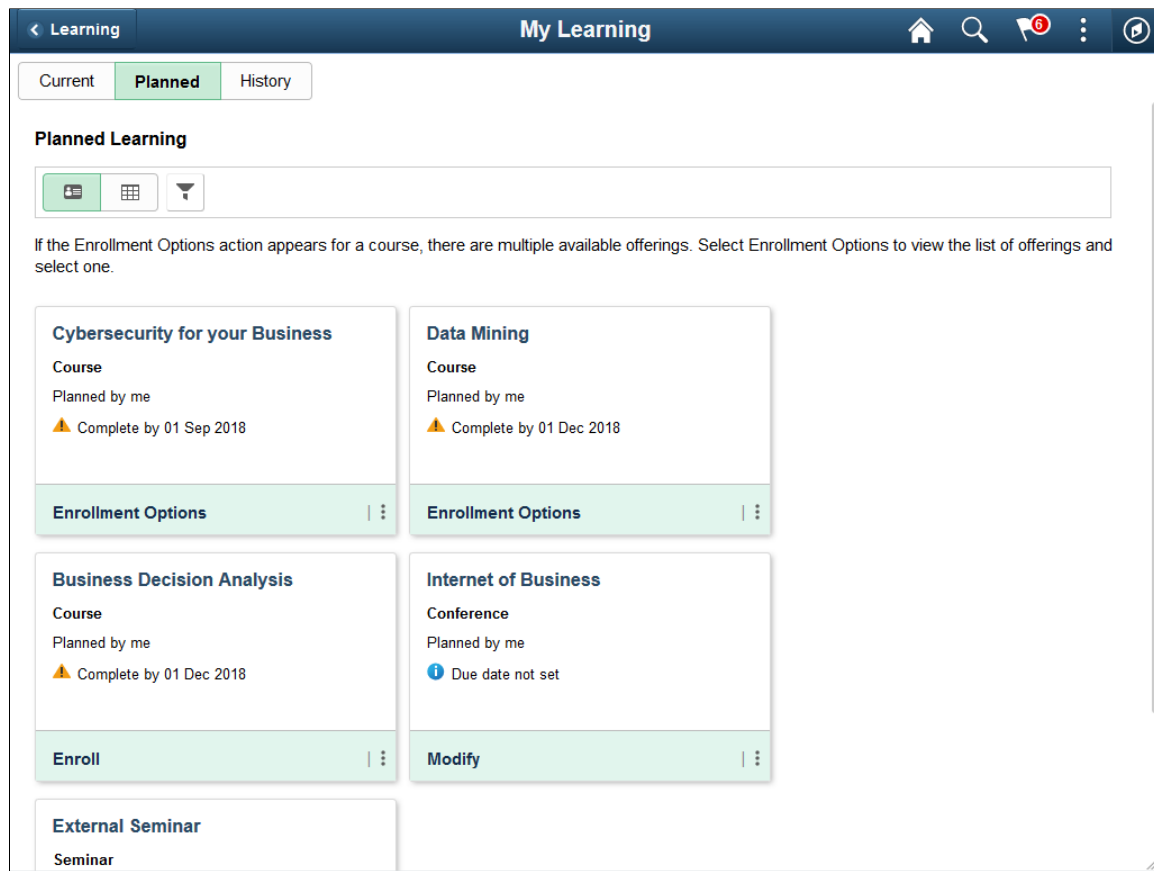 Learning
My Learning
6
Current
Planned
History
Planned Learning
If the Enrollment Options action appears for a course, there are multiple available offerings. Select Enrollment Options to view the list of offerings and
select one.
Cybersecurity for your Business
Course
Planned by me
Complete by 01 Sep 2018
Enrollment Options
Data Mining
Course
Planned by me
Complete by 01 Dec 2018
Enrollment Options
Business Decision Analysis
Course
Planned by me
Complete by 01 Dec 2018
Enroll
Internet of Business
Conference
Planned by me
Due date not set
Modify
External Seminar
Seminar